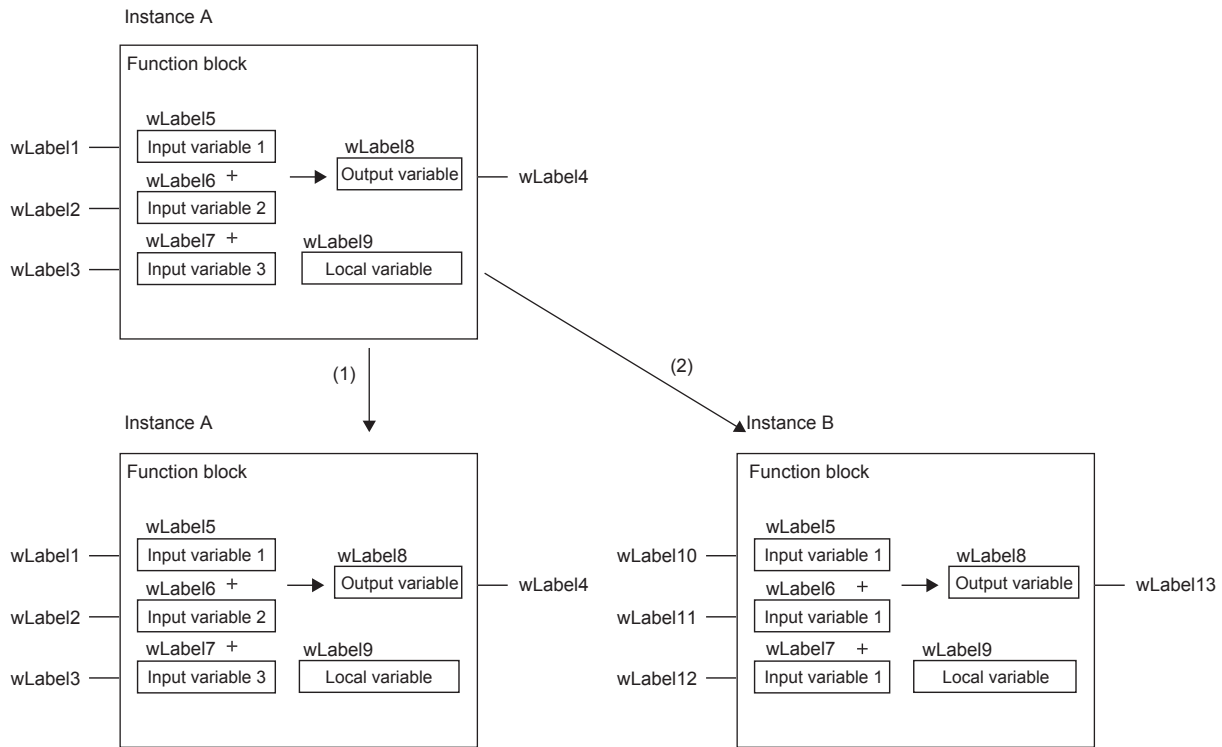 Instance A
Function block
wLabel5
wLabel1
Input variable 1
wLabel8
wLabel6 +
Output variable
wLabel4
wLabel2
Input variable 2
wLabel7 +
wLabel9
wLabel3
Input variable 3
Local variable
(1)
(2)
Instance A
Function block
wLabel5
wLabel1
Input variable 1
wLabel8
wLabel6 +
Output variable
wLabel4
wLabel2
Input variable 2
wLabel7 +
wLabel9
wLabel3
Input variable 3
Local variable
Instance B
Function block
wLabel5
wLabel10
Input variable 1
wLabel8
wLabel6 +
Output variable
wLabel13
wLabel11
Input variable 1
wLabel7 +
wLabel9
wLabel12
Input variable 1
Local variable